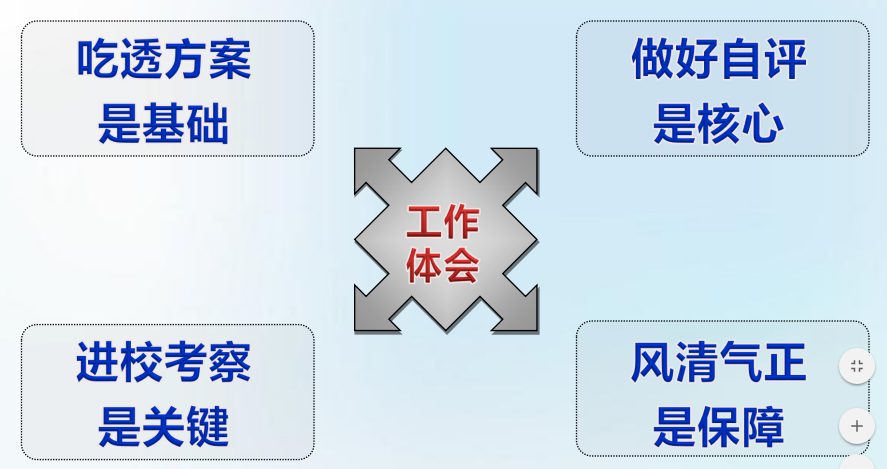 吃透方案
是基础
做好自评
是核心
工作
体会
进校考察
是关键
风清气正
是保障